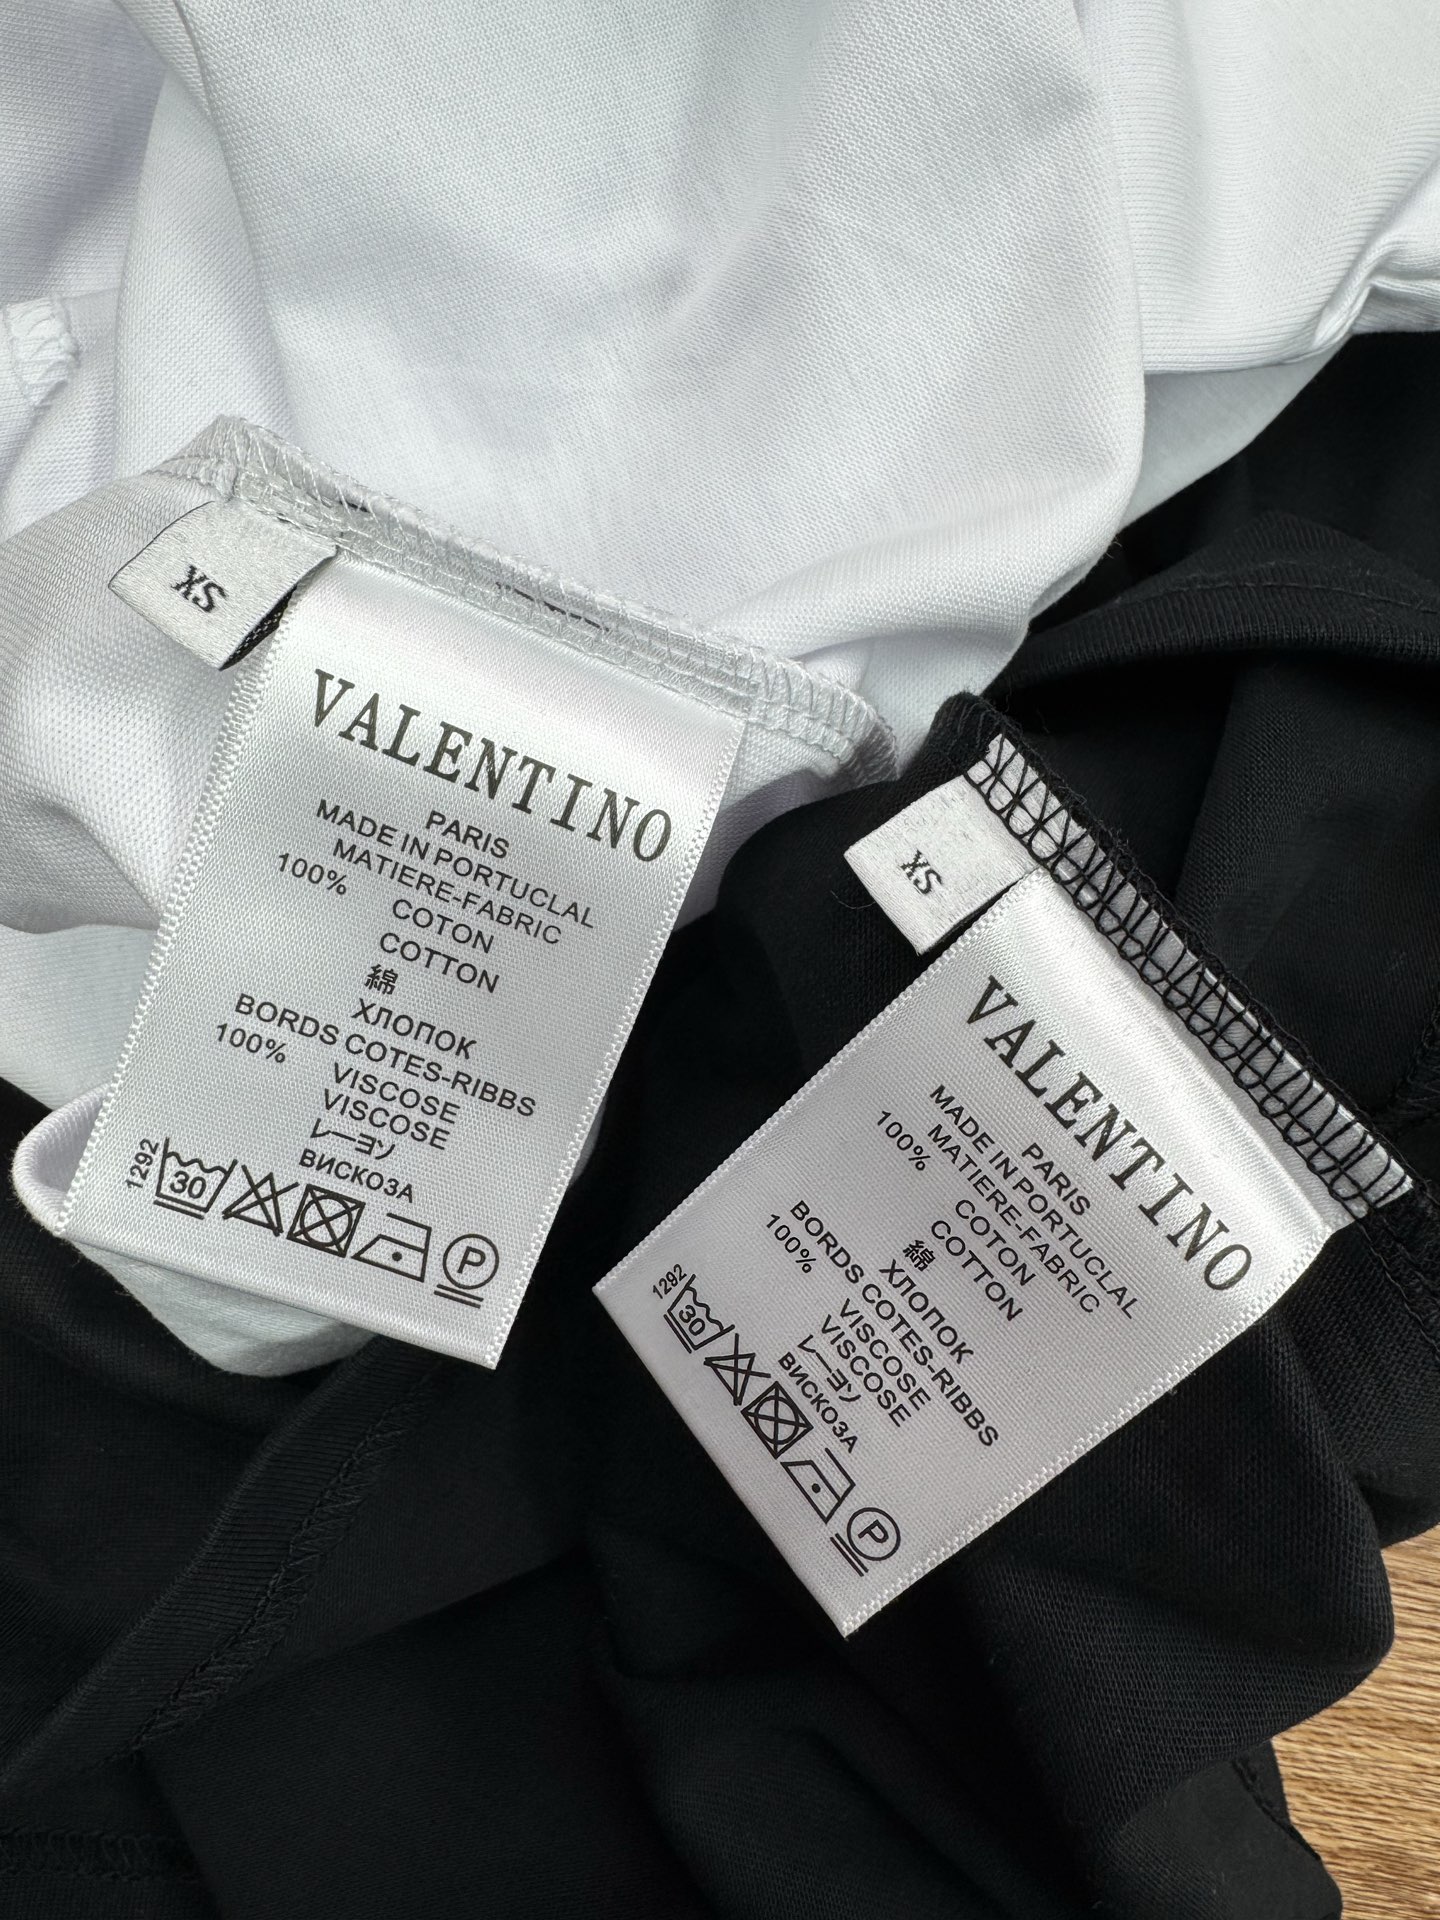 XS
VALENTINO
PARIS
MADE IN PORTUCLAL
MATIERE-FABRIC
100%
COTON
COTTON
綿
ХЛОПОК
BORDS COTES-RIBBS
100%
VISCOSE
VISCOSE
レーヨン
ВИСКОЗА
1292
30
P
XS
VALENTINO
PARIS
MADE IN PORTUCLAL
MATIERE-FABRIC
100%
COTON
COTTON
綿
ХЛОПОК
BORDS COTES-RIBBS
100%
VISCOSE
VISCOSE
レーヨン
ВИСКОЗА
1292
30
P